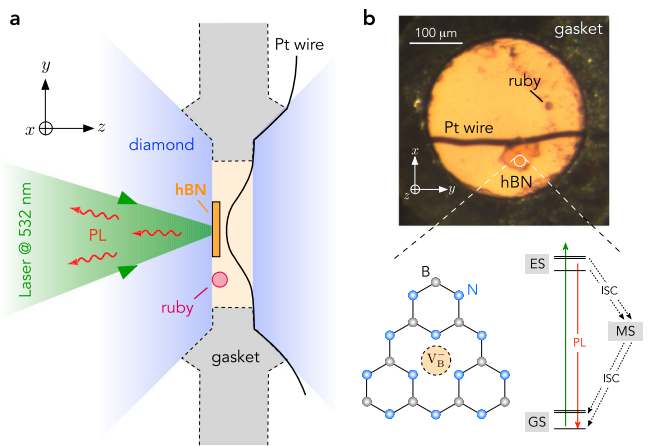 a
y
x
z
diamond
Pt wire
hBN
Laser @ 532 nm
PL
ruby
gasket
b
100 μm
gasket
ruby
Pt wire
hBN
x
z
y
B
N
V_B^-
ES
ISC
MS
PL
ISC
GS